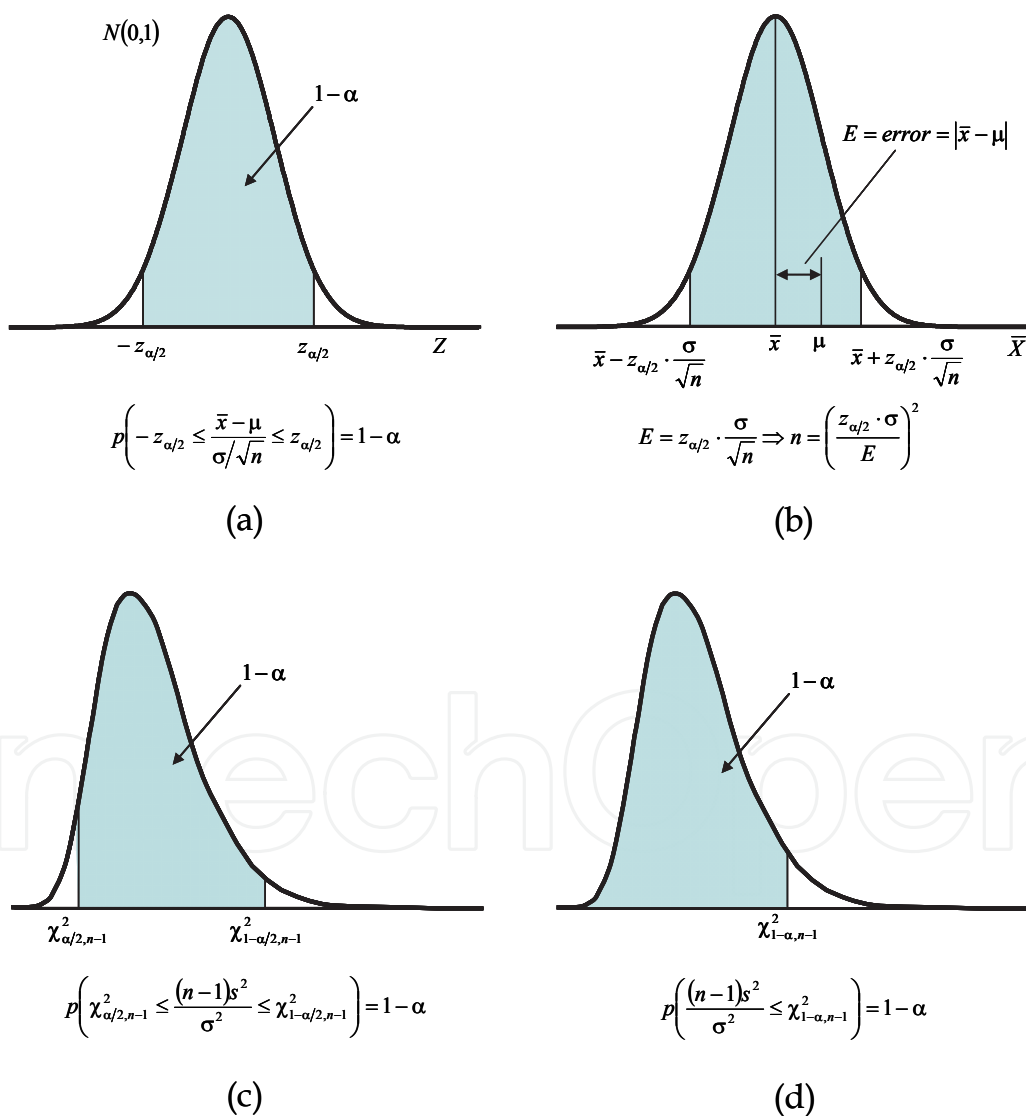 N(0,1)
1−α
−z_{α/2}
z_{α/2}
Z
p(−z_{α/2} ≤ (x̄−μ)/(σ/√n) ≤ z_{α/2}) = 1−α
(a)
E = error = |x̄−μ|
x̄−z_{α/2}·σ/√n
x̄
μ
x̄+z_{α/2}·σ/√n
X̄
E = z_{α/2}·σ/√n ⇒ n = ((z_{α/2}·σ)/E)²
(b)
1−α
χ²_{α/2,n−1}
χ²_{1−α/2,n−1}
p(χ²_{α/2,n−1} ≤ (n−1)s²/σ² ≤ χ²_{1−α/2,n−1}) = 1−α
(c)
1−α
χ²_{1−α,n−1}
p((n−1)s²/σ² ≤ χ²_{1−α,n−1}) = 1−α
(d)
ntechOpen